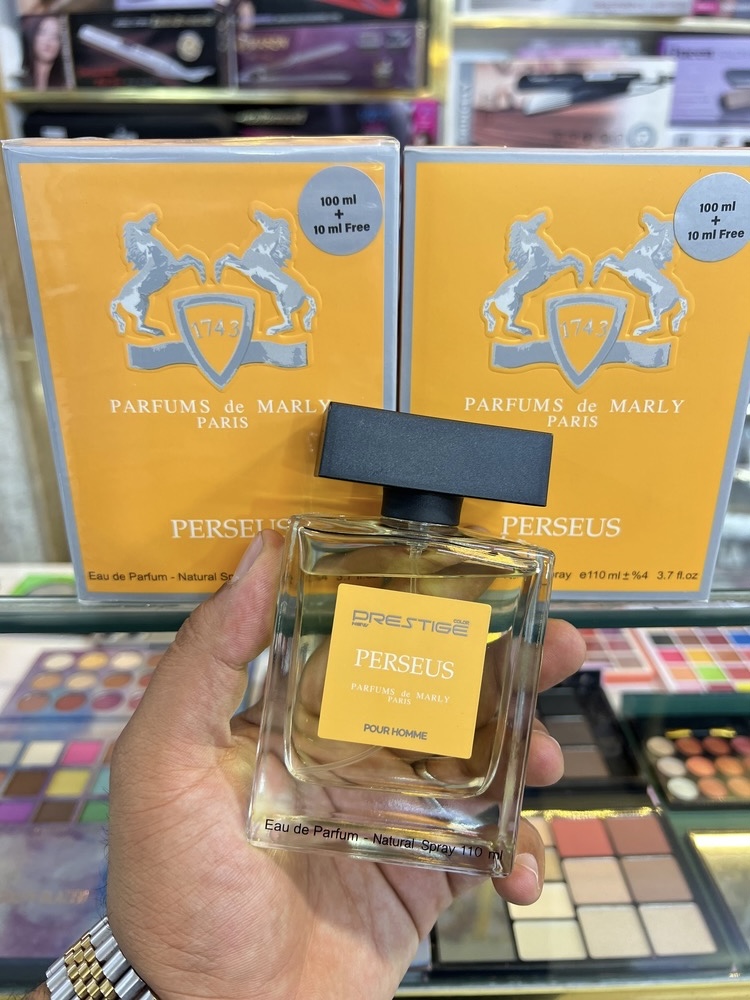 100 ml
+
10 ml Free
1743
PARFUMS de MARLY
PARIS
PERSEUS
Eau de Parfum - Natural
100 ml
+
10 ml Free
1743
PARFUMS de MARLY
PARIS
PERSEUS
e110 ml ± %4 3.7 fl.oz
New PRESTIGE COLOR
PERSEUS
PARFUMS de MARLY
PARIS
POUR HOMME
Eau de Parfum - Natural Spray 110 ml